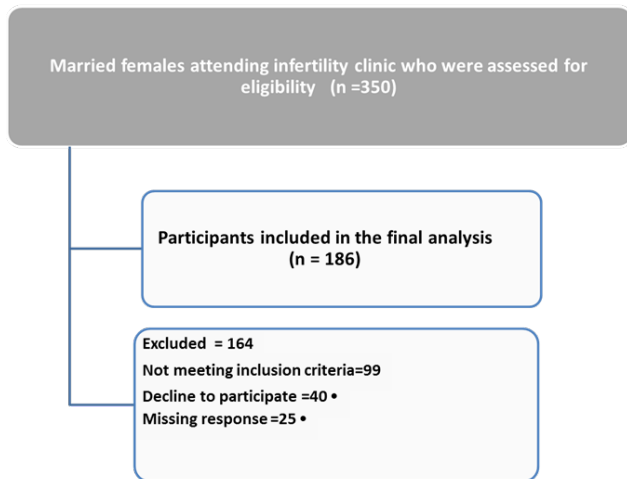 Married females attending infertility clinic who were assessed for
eligibility (n =350)
Participants included in the final analysis
(n = 186)
Excluded = 164
Not meeting inclusion criteria=99
Decline to participate =40 •
Missing response =25 •